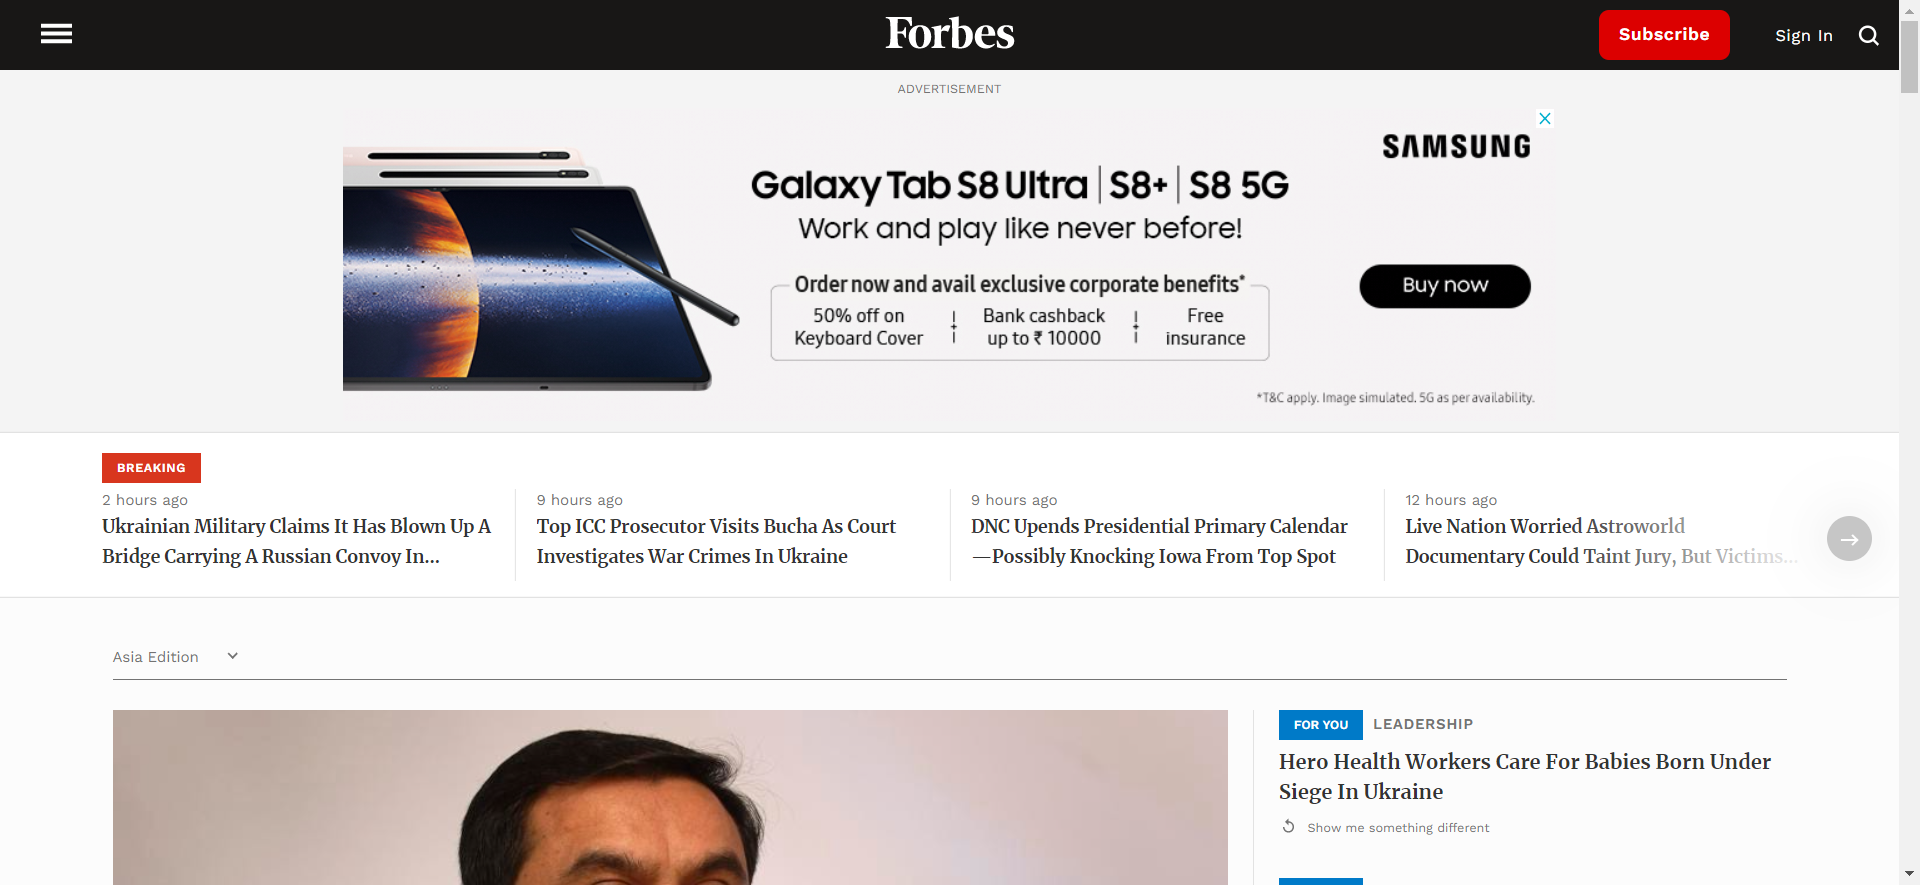 Forbes
Subscribe
Sign In
ADVERTISEMENT
SAMSUNG
Galaxy Tab S8 Ultra | S8+ | S8 5G
Work and play like never before!
Order now and avail exclusive corporate benefits*
50% off on
Keyboard Cover
Bank cashback
up to ₹ 10000
Free
insurance
Buy now
*T&C apply. Image simulated. 5G as per availability.
BREAKING
2 hours ago
Ukrainian Military Claims It Has Blown Up A
Bridge Carrying A Russian Convoy In...
9 hours ago
Top ICC Prosecutor Visits Bucha As Court
Investigates War Crimes In Ukraine
9 hours ago
DNC Upends Presidential Primary Calendar
—Possibly Knocking Iowa From Top Spot
12 hours ago
Live Nation Worried Astroworld
Documentary Could Taint Jury, But Victims...
Asia Edition
FOR YOU LEADERSHIP
Hero Health Workers Care For Babies Born Under
Siege In Ukraine
Show me something different